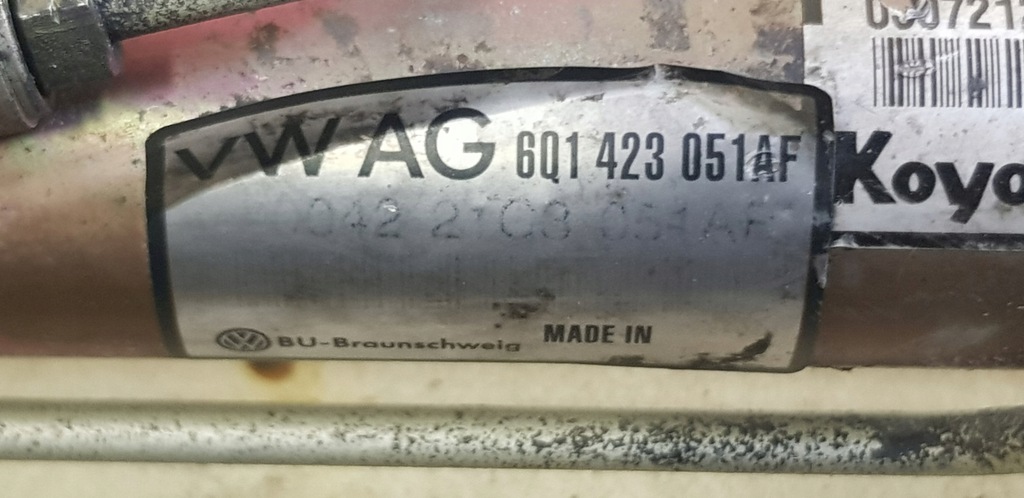 VW AG 6Q1 423 051AF
BU-Braunschweig MADE IN
Koyo